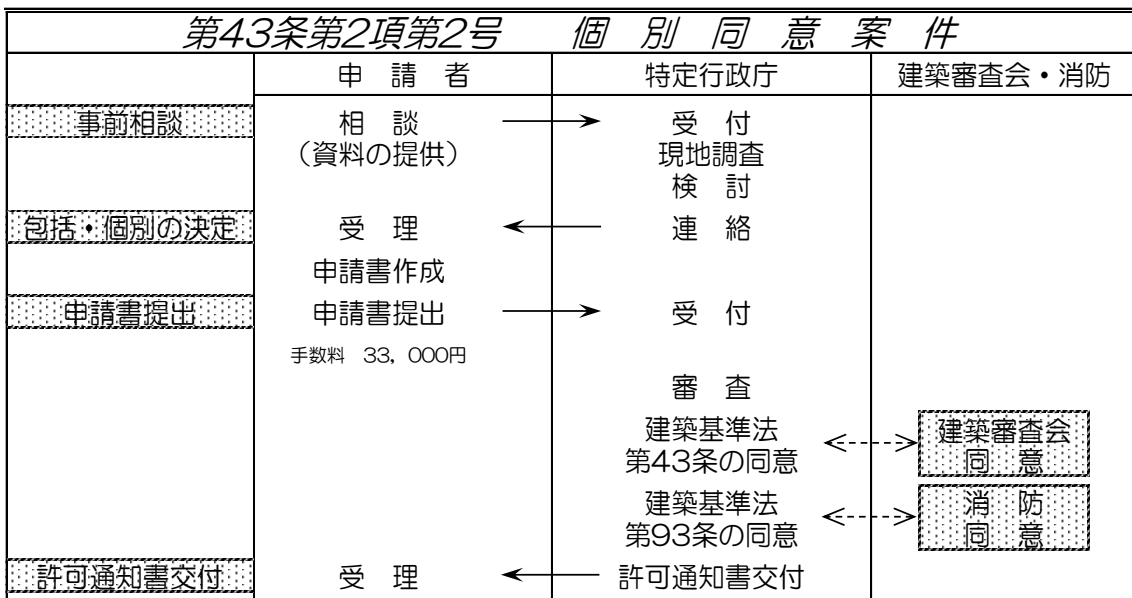 第43条第2項第2号　個　別　同　意　案　件
申　請　者　特定行政庁　建築審査会・消防
事前相談　相　談　受　付
（資料の提供）　現地調査
検　討
包括・個別の決定　受　理　連　絡
申請書作成
申請書提出　申請書提出　受　付
手数料　33，000円
審　査
建築基準法　建築審査会
第43条の同意　同　意
建築基準法　消　防
第93条の同意　同　意
許可通知書交付　受　理　許可通知書交付